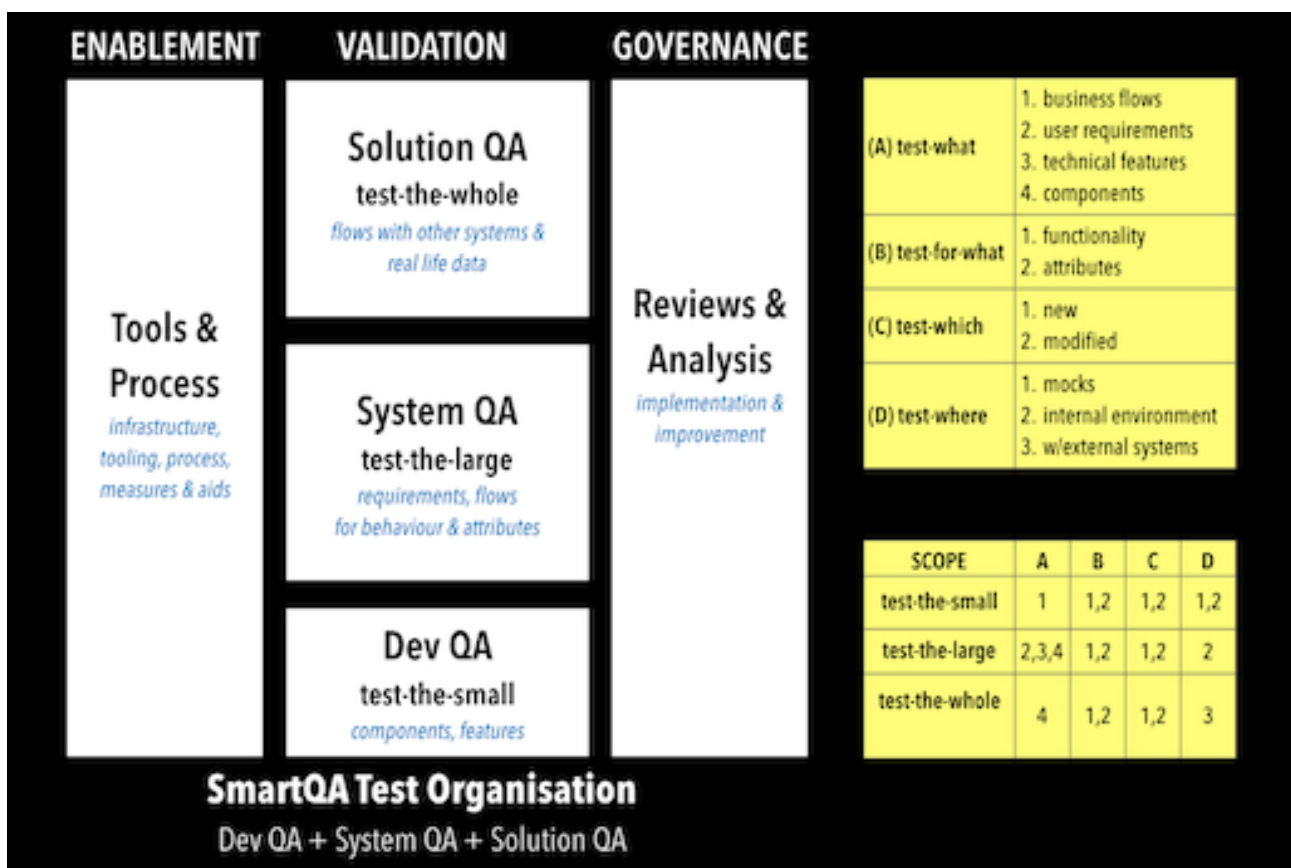 ENABLEMENT
VALIDATION
GOVERNANCE
Tools &
Process
infrastructure,
tooling, process,
measures & aids
Solution QA
test-the-whole
flows with other systems &
real life data
System QA
test-the-large
requirements, flows
for behaviour & attributes
Dev QA
test-the-small
components, features
Reviews &
Analysis
implementation &
improvement
SmartQA Test Organisation
Dev QA + System QA + Solution QA
(A) test-what
1. business flows
2. user requirements
3. technical features
4. components
(B) test-for-what
1. functionality
2. attributes
(C) test-which
1. new
2. modified
(D) test-where
1. mocks
2. internal environment
3. w/external systems
SCOPE A B C D
test-the-small 1 1,2 1,2 1,2
test-the-large 2,3,4 1,2 1,2 2
test-the-whole 4 1,2 1,2 3